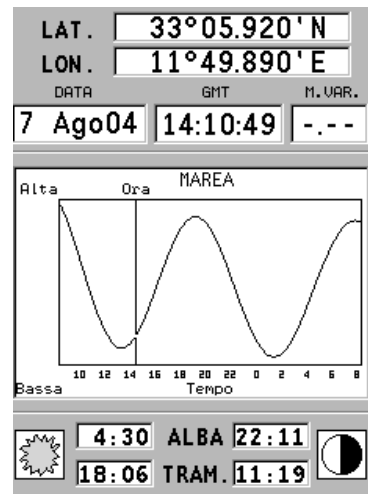 LAT. 33°05.920'N
LON. 11°49.890'E
DATA GMT M.VAR.
7 Ago04 14:10:49 -.--
MAREA
Alta Ora
10 12 14 16 18 20 22 0 2 4 6 8
Bassa Tempo
4:30 ALBA 22:11
18:06 TRAM. 11:19